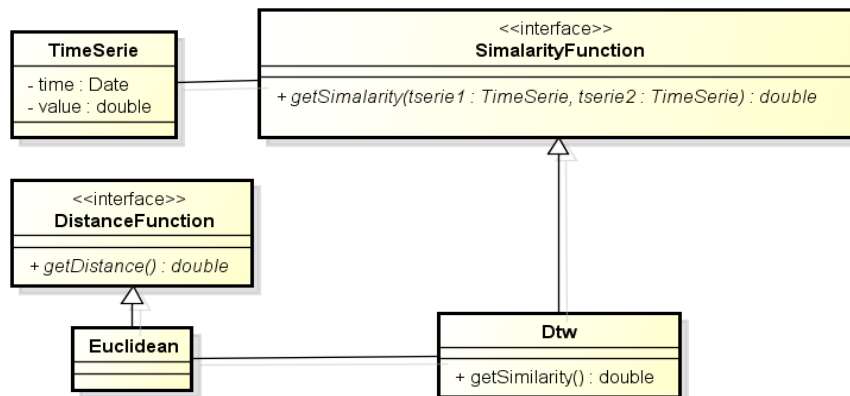 TimeSerie
- time : Date
- value : double
<<interface>>
SimalarityFunction
+ getSimalarity(tserie1 : TimeSerie, tserie2 : TimeSerie) : double
<<interface>>
DistanceFunction
+ getDistance() : double
Euclidean
Dtw
+ getSimilarity() : double